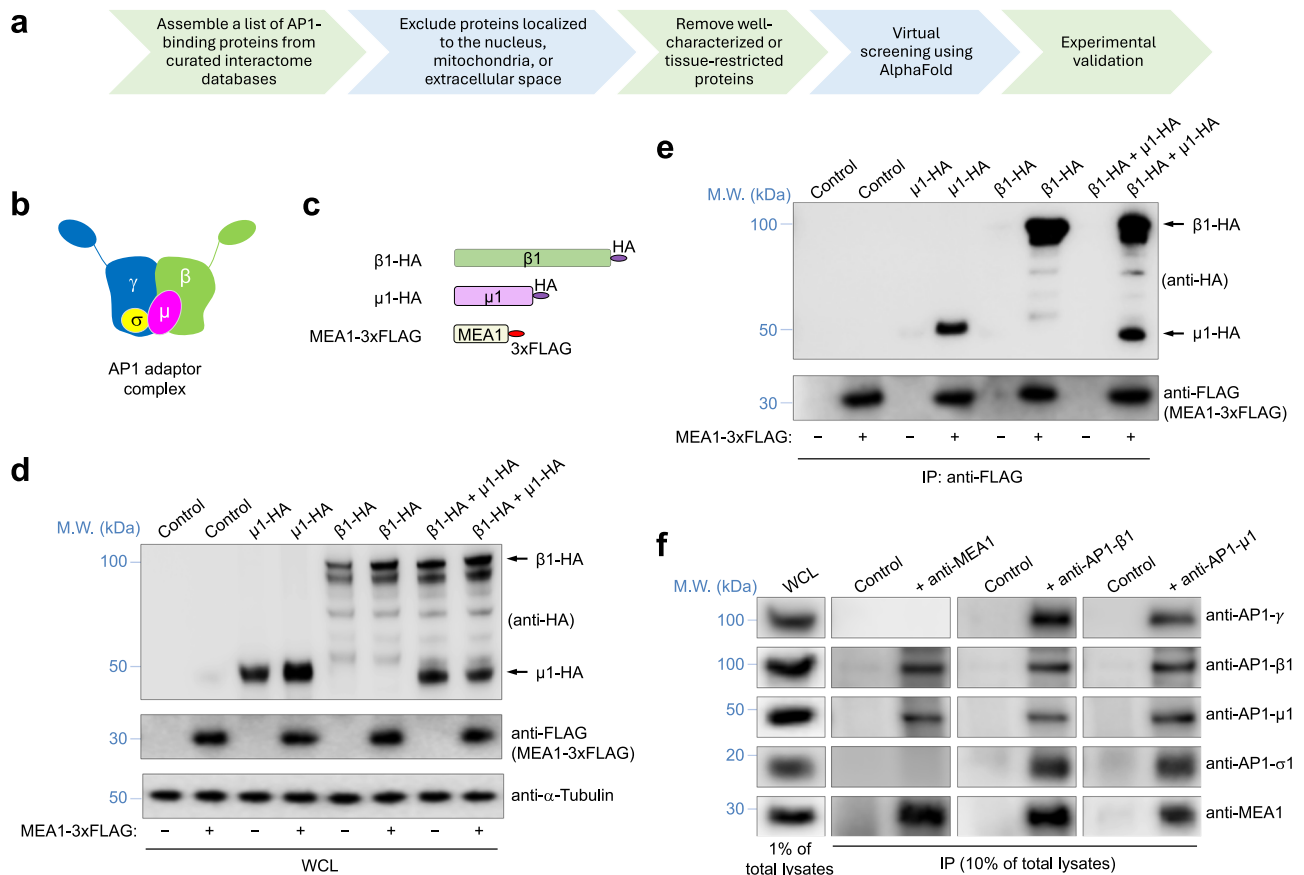 a
Assemble a list of AP1-
binding proteins from
curated interactome
databases
Exclude proteins localized
to the nucleus,
mitochondria, or
extracellular space
Remove well-
characterized or
tissue-restricted
proteins
Virtual
screening using
AlphaFold
Experimental
validation
b
γ
β
σ
μ
AP1 adaptor
complex
c
β1-HA
β1
HA
μ1-HA
μ1
HA
MEA1-3xFLAG
MEA1
3xFLAG
d
M.W. (kDa)
Control
Control
μ1-HA
μ1-HA
β1-HA
β1-HA
β1-HA + μ1-HA
β1-HA + μ1-HA
100
50
30
50
β1-HA
(anti-HA)
μ1-HA
anti-FLAG
(MEA1-3xFLAG)
anti-α-Tubulin
MEA1-3xFLAG: – + – + – + – +
WCL
e
M.W. (kDa)
Control
Control
μ1-HA
μ1-HA
β1-HA
β1-HA
β1-HA + μ1-HA
β1-HA + μ1-HA
100
50
30
β1-HA
(anti-HA)
μ1-HA
anti-FLAG
(MEA1-3xFLAG)
MEA1-3xFLAG: – + – + – + – +
IP: anti-FLAG
f
M.W. (kDa)
WCL
Control
+ anti-MEA1
Control
+ anti-AP1-β1
Control
+ anti-AP1-μ1
100
anti-AP1-γ
100
anti-AP1-β1
50
anti-AP1-μ1
20
anti-AP1-σ1
30
anti-MEA1
1% of
total lysates
IP (10% of total lysates)